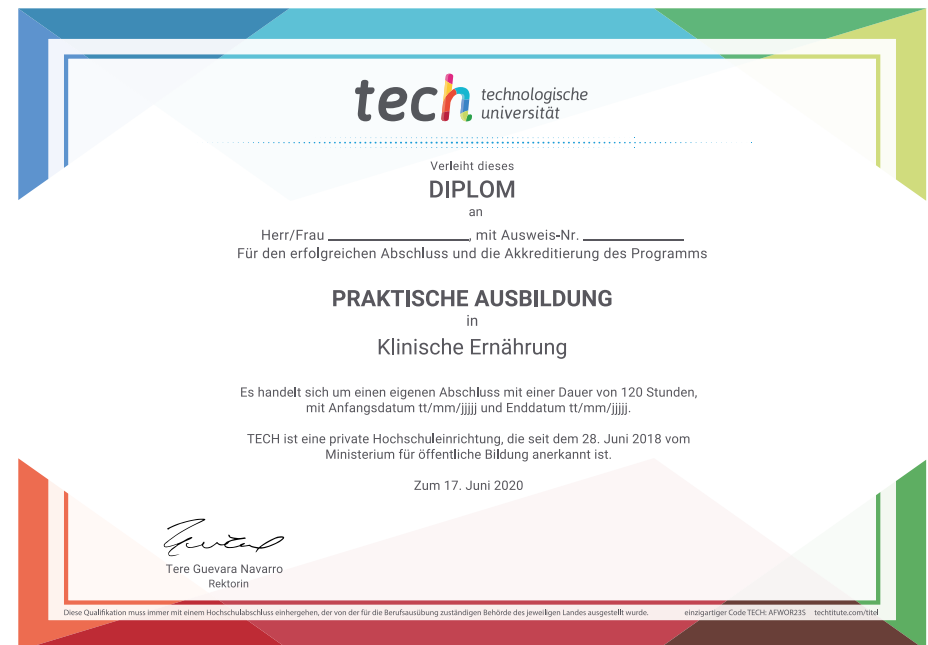 tech technologische
universität
Verleiht dieses
DIPLOM
an
Herr/Frau ____________________, mit Ausweis-Nr. ______________
Für den erfolgreichen Abschluss und die Akkreditierung des Programms
PRAKTISCHE AUSBILDUNG
in
Klinische Ernährung
Es handelt sich um einen eigenen Abschluss mit einer Dauer von 120 Stunden,
mit Anfangsdatum tt/mm/jjjjj und Enddatum tt/mm/jjjjj.
TECH ist eine private Hochschuleinrichtung, die seit dem 28. Juni 2018 vom
Ministerium für öffentliche Bildung anerkannt ist.
Zum 17. Juni 2020
Tere Guevara Navarro
Rektorin
Diese Qualifikation muss immer mit einem Hochschulabschluss einhergehen, der von der für die Berufsausübung zuständigen Behörde des jeweiligen Landes ausgestellt wurde. einzigartiger Code TECH: AFWOR23S techtitute.com/titel